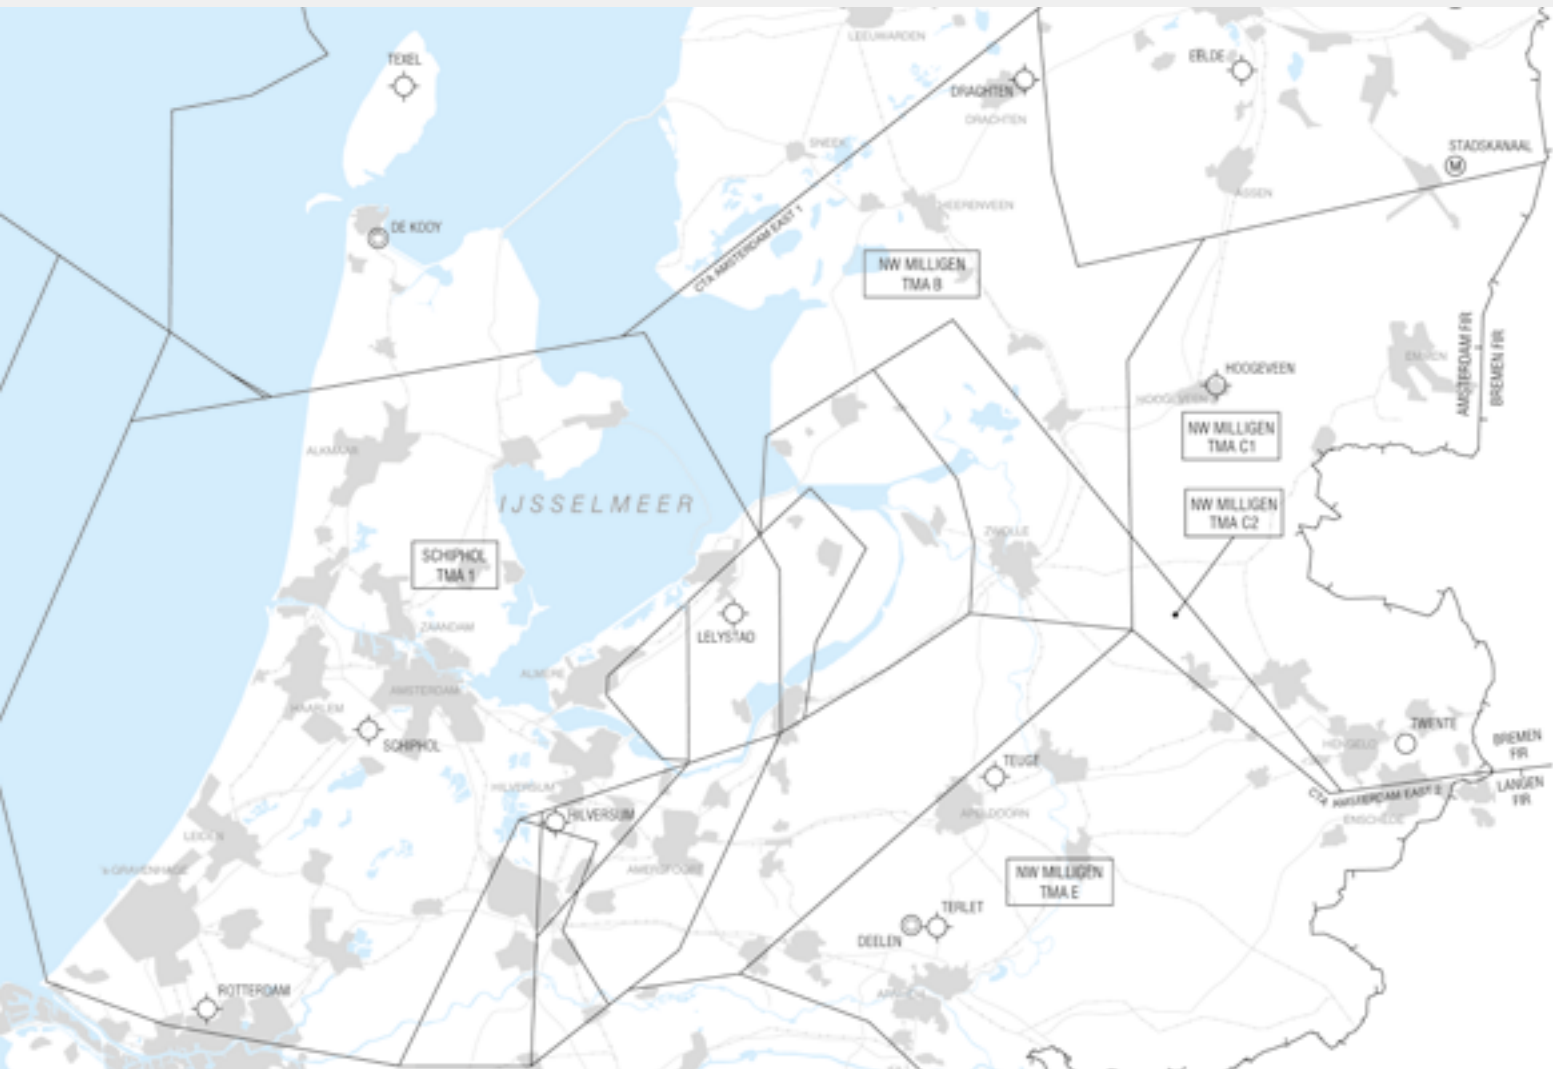 LEEUWARDEN
TEXEL
EELDE
DRACHTEN
DRACHTEN
SNEEK
STADSKANAAL
M
ASSEN
HEERENVEEN
DE KOOY
CTA AMSTERDAM EAST 1
NW MILLIGEN
TMA B
AMSTERDAM FIR
BREMEN FIR
EMMEN
HOOGEVEEN
HOOGEVEEN
NW MILLIGEN
TMA C1
ALKMAAR
IJSSELMEER
NW MILLIGEN
TMA C2
ZWOLLE
SCHIPHOL
TMA 1
ZAANDAM
LELYSTAD
ALMERE
AMSTERDAM
HAARLEM
SCHIPHOL
TWENTE
HENGELO
BREMEN
FIR
LANGEN
FIR
TEUGE
HILVERSUM
CTA AMSTERDAM EAST 2
HILVERSUM
APELDOORN
ENSCHEDE
LEIDEN
's-GRAVENHAGE
AMERSFOORT
NW MILLIGEN
TMA E
TERLET
DEELEN
ARNHEM
ROTTERDAM